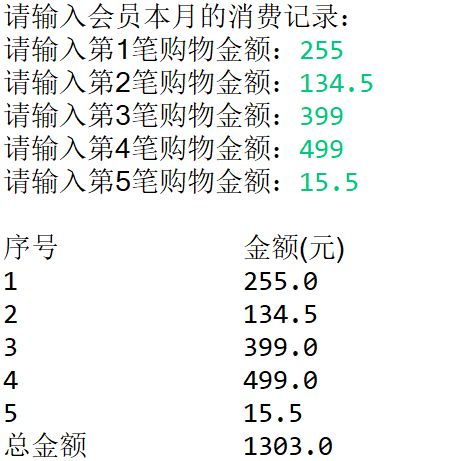 请输入会员本月的消费记录：
请输入第1笔购物金额：255
请输入第2笔购物金额：134.5
请输入第3笔购物金额：399
请输入第4笔购物金额：499
请输入第5笔购物金额：15.5
序号 金额(元)
1 255.0
2 134.5
3 399.0
4 499.0
5 15.5
总金额 1303.0